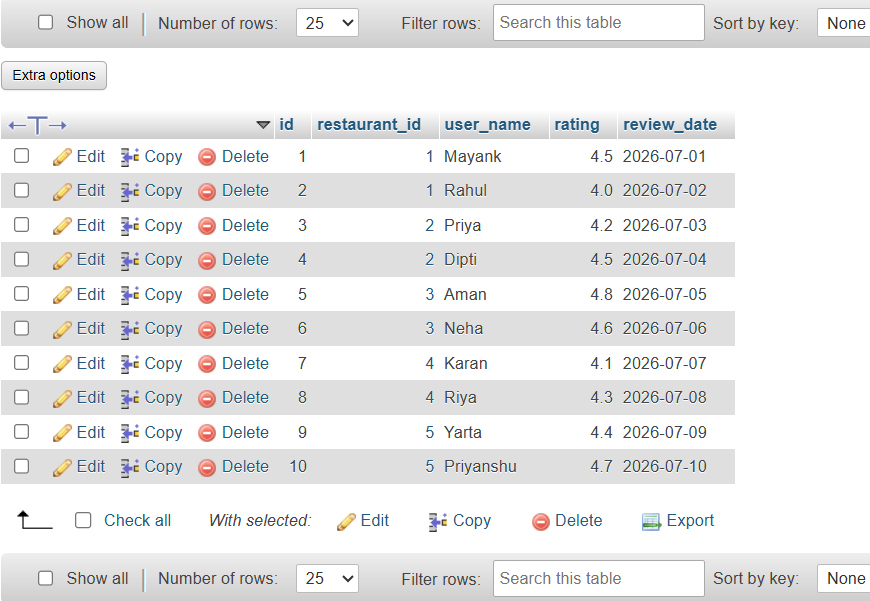 Show all Number of rows: 25 Filter rows: Search this table Sort by key: None
Extra options
id restaurant_id user_name rating review_date
Edit Copy Delete 1 1 Mayank 4.5 2026-07-01
Edit Copy Delete 2 1 Rahul 4.0 2026-07-02
Edit Copy Delete 3 2 Priya 4.2 2026-07-03
Edit Copy Delete 4 2 Dipti 4.5 2026-07-04
Edit Copy Delete 5 3 Aman 4.8 2026-07-05
Edit Copy Delete 6 3 Neha 4.6 2026-07-06
Edit Copy Delete 7 4 Karan 4.1 2026-07-07
Edit Copy Delete 8 4 Riya 4.3 2026-07-08
Edit Copy Delete 9 5 Yarta 4.4 2026-07-09
Edit Copy Delete 10 5 Priyanshu 4.7 2026-07-10
Check all With selected: Edit Copy Delete Export
Show all Number of rows: 25 Filter rows: Search this table Sort by key: None